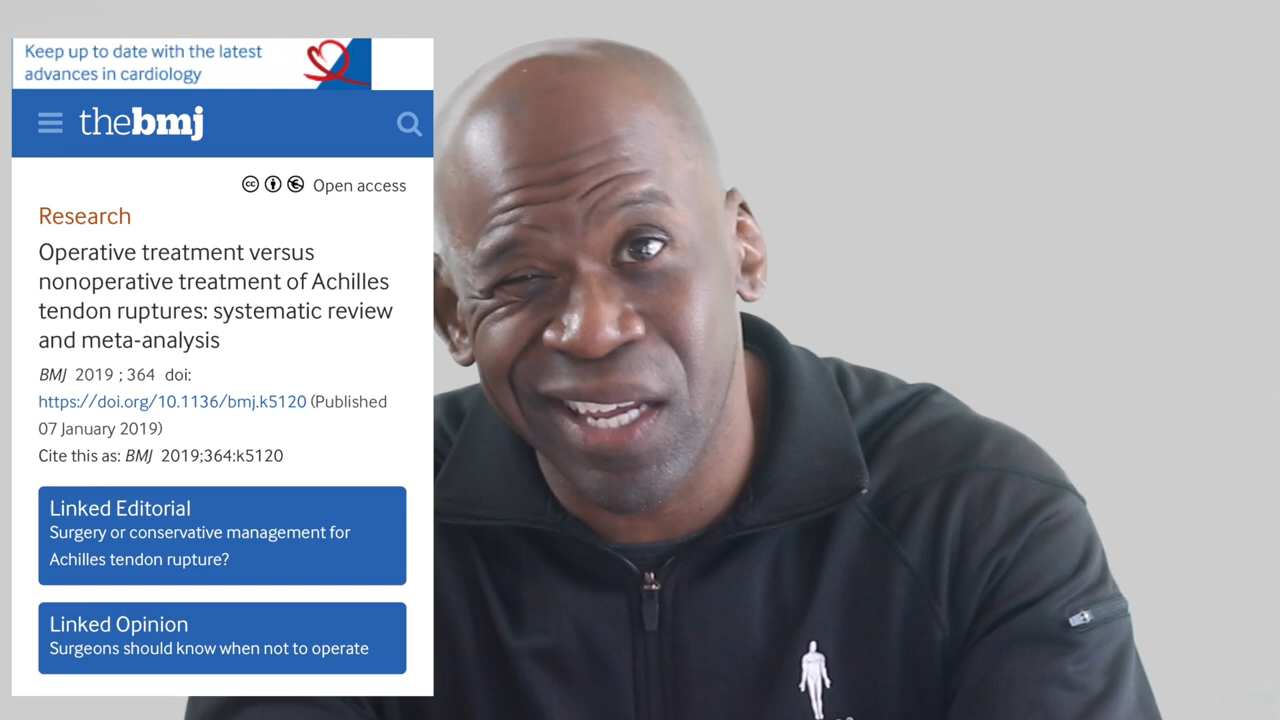 Keep up to date with the latest
advances in cardiology
thebmj
Open access
Research
Operative treatment versus
nonoperative treatment of Achilles
tendon ruptures: systematic review
and meta-analysis
BMJ 2019 ; 364 doi:
https://doi.org/10.1136/bmj.k5120 (Published
07 January 2019)
Cite this as: BMJ 2019;364:k5120
Linked Editorial
Surgery or conservative management for
Achilles tendon rupture?
Linked Opinion
Surgeons should know when not to operate